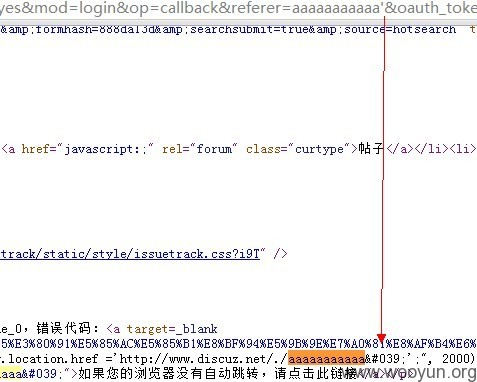 yes&mod=login&op=callback&referer=aaaaaaaaaaa'&oauth_toke
&amp;formhash=888da13d&amp;searchsubmit=true&amp;source=hotsearch" t
<a href="javascript:;" rel="forum" class="curtype">帖子</a></li><li>
track/static/style/issuetrack.css?i9T" />
e_0，错误代码：<a target=_blank
5%E3%80%91%E5%85%AC%E5%85%B1%E8%BF%94%E5%9B%9E%E7%A0%81%E8%AF%B4%E6%
.location.href ='http://www.discuz.net/./aaaaaaaaaaa&#039;';", 2000)
aaa&#039;">如果您的浏览器没有自动跳转，请点击此链接</a></p>
www.wooyun.org